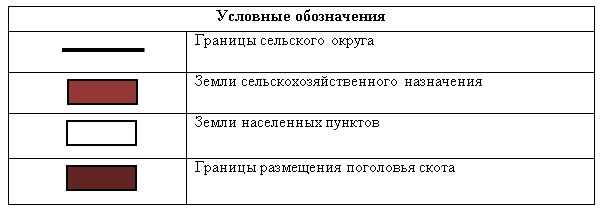 Условные обозначения
Границы сельского округа
Земли сельскохозяйственного назначения
Земли населенных пунктов
Границы размещения поголовья скота